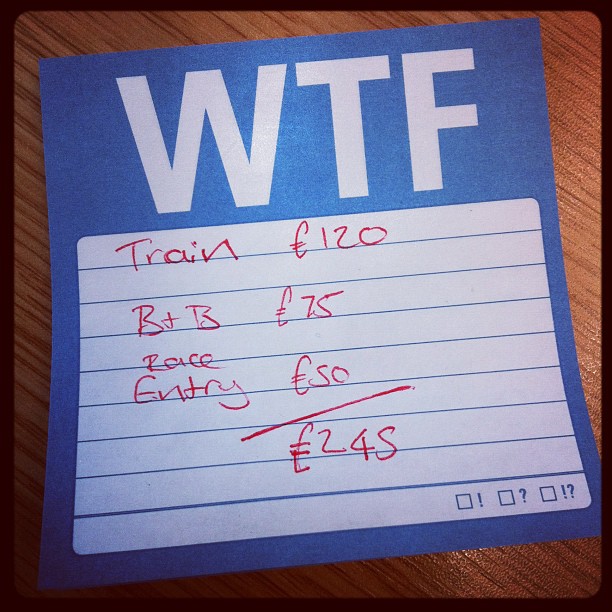 WTF
Train £120
B+B £75
Race
Entry £50
£245
□! □? □!?